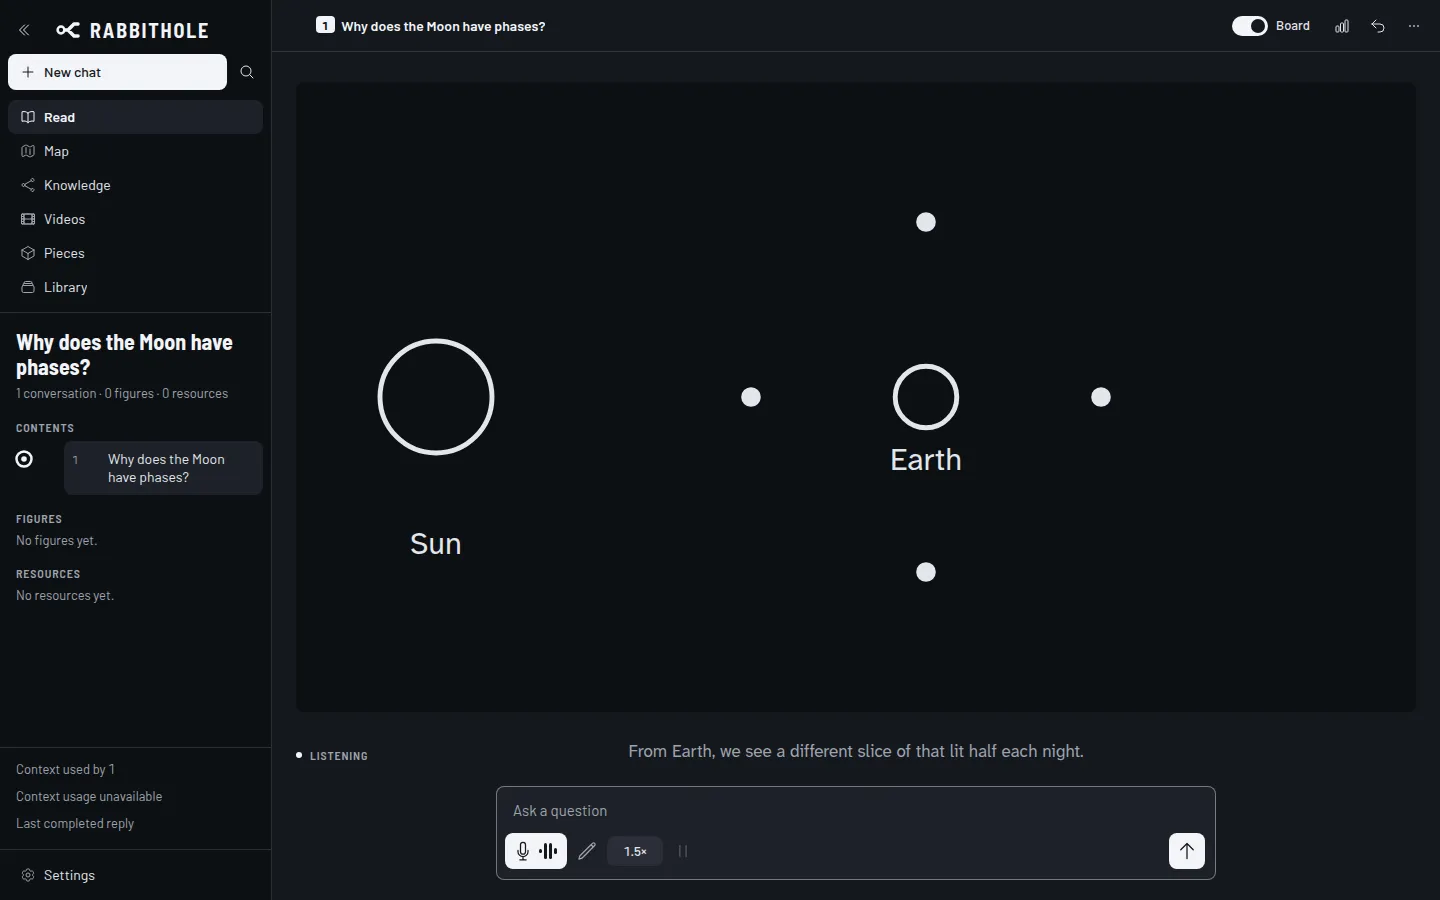 RABBITHOLE
New chat
Read
Map
Knowledge
Videos
Pieces
Library
Why does the Moon have
phases?
1 conversation · 0 figures · 0 resources
CONTENTS
1 Why does the Moon
have phases?
FIGURES
No figures yet.
RESOURCES
No resources yet.
Context used by 1
Context usage unavailable
Last completed reply
Settings
1 Why does the Moon have phases?
Board
Sun
Earth
LISTENING
From Earth, we see a different slice of that lit half each night.
Ask a question
1.5×